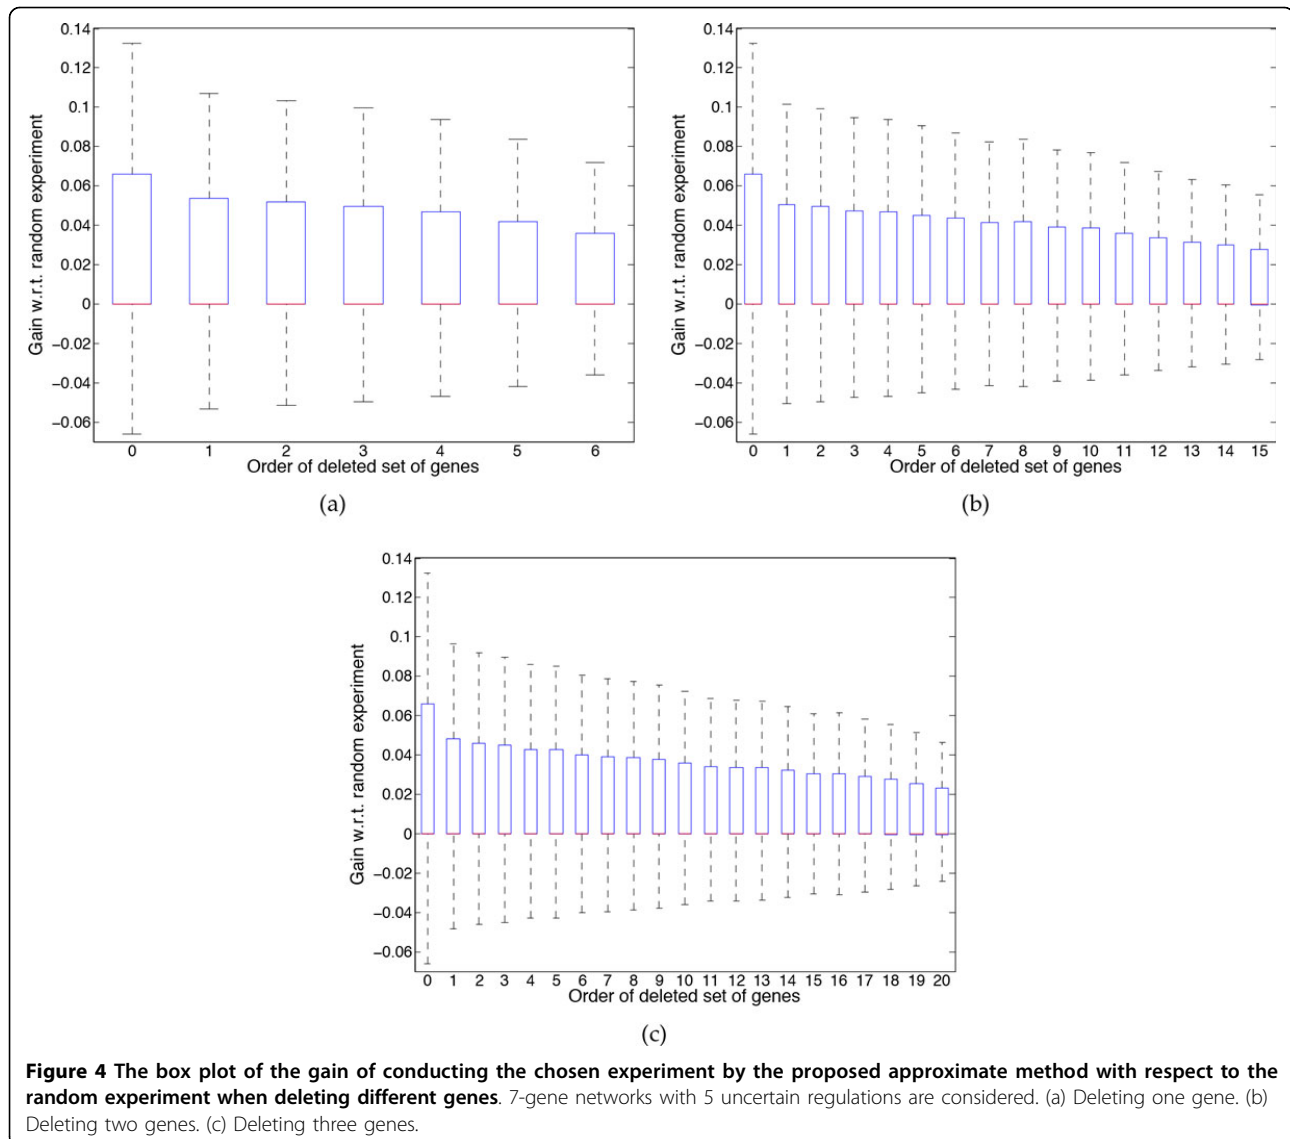 0.14
0.12
0.1
0.08
0.06
0.04
0.02
0
−0.02
−0.04
−0.06
Gain w.r.t. random experiment
0 1 2 3 4 5 6
Order of deleted set of genes
(a)
0.14
0.12
0.1
0.08
0.06
0.04
0.02
0
−0.02
−0.04
−0.06
Gain w.r.t. random experiment
0 1 2 3 4 5 6 7 8 9 10 11 12 13 14 15
Order of deleted set of genes
(b)
0.14
0.12
0.1
0.08
0.06
0.04
0.02
0
−0.02
−0.04
−0.06
Gain w.r.t. random experiment
0 1 2 3 4 5 6 7 8 9 10 11 12 13 14 15 16 17 18 19 20
Order of deleted set of genes
(c)
Figure 4 The box plot of the gain of conducting the chosen experiment by the proposed approximate method with respect to the
random experiment when deleting different genes. 7-gene networks with 5 uncertain regulations are considered. (a) Deleting one gene. (b)
Deleting two genes. (c) Deleting three genes.